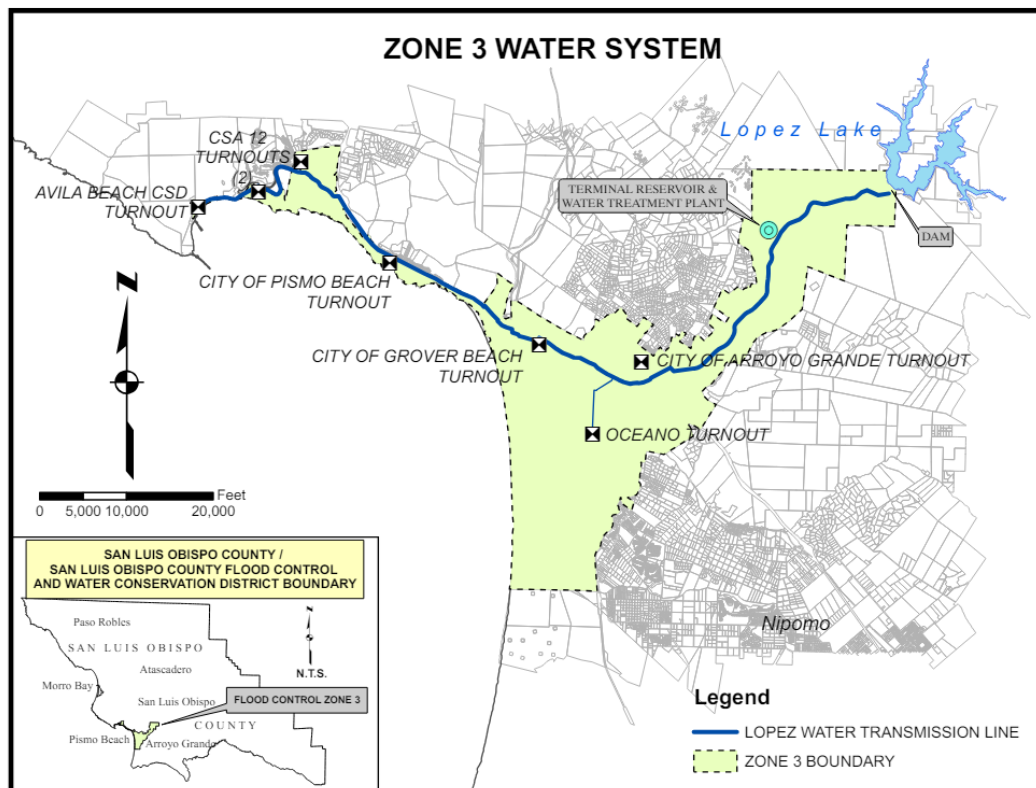 ZONE 3 WATER SYSTEM
CSA 12
TURNOUTS
(2)
Lopez Lake
AVILA BEACH CSD
TURNOUT
TERMINAL RESERVOIR &
WATER TREATMENT PLANT
DAM
CITY OF PISMO BEACH
TURNOUT
N
CITY OF GROVER BEACH
TURNOUT
CITY OF ARROYO GRANDE TURNOUT
OCEANO TURNOUT
Feet
0 5,000 10,000 20,000
SAN LUIS OBISPO COUNTY /
SAN LUIS OBISPO COUNTY FLOOD CONTROL
AND WATER CONSERVATION DISTRICT BOUNDARY
Paso Robles
SAN LUIS OBISPO
Atascadero
N
N.T.S.
Morro Bay
San Luis Obispo
FLOOD CONTROL ZONE 3
COUNTY
Pismo Beach
Arroyo Grande
Nipomo
Legend
LOPEZ WATER TRANSMISSION LINE
ZONE 3 BOUNDARY